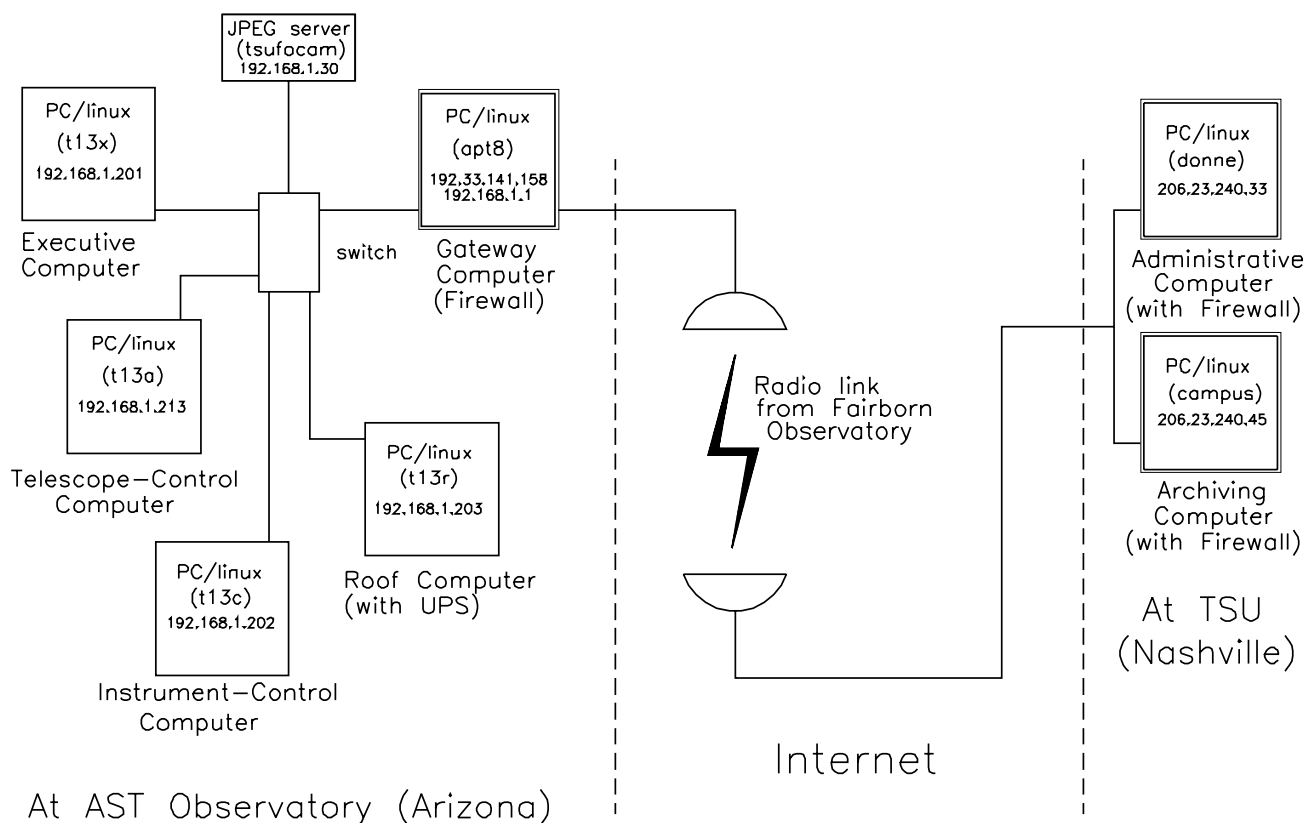 JPEG server
(tsufocam)
192.168.1.30
PC/linux
(t13x)
192.168.1.201
Executive
Computer
PC/linux
(apt8)
192.33.141.158
192.168.1.1
switch
Gateway
Computer
(Firewall)
PC/linux
(t13a)
192.168.1.213
Telescope-Control
Computer
PC/linux
(t13r)
192.168.1.203
Roof Computer
(with UPS)
PC/linux
(t13c)
192.168.1.202
Instrument-Control
Computer
At AST Observatory (Arizona)
Radio link
from Fairborn
Observatory
Internet
PC/linux
(donne)
206.23.240.33
Administrative
Computer
(with Firewall)
PC/linux
(campus)
206.23.240.45
Archiving
Computer
(with Firewall)
At TSU
(Nashville)